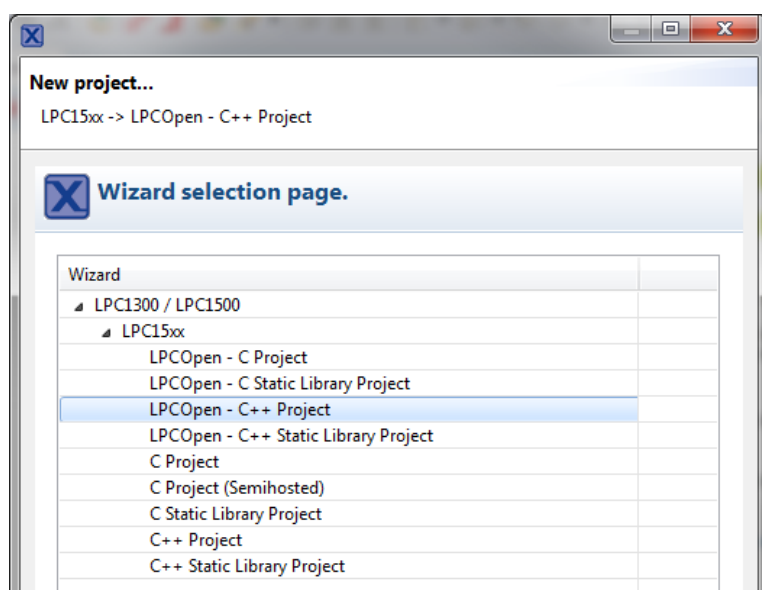 New project...
LPC15xx -> LPCOpen - C++ Project
Wizard selection page.
Wizard
LPC1300 / LPC1500
LPC15xx
LPCOpen - C Project
LPCOpen - C Static Library Project
LPCOpen - C++ Project
LPCOpen - C++ Static Library Project
C Project
C Project (Semihosted)
C Static Library Project
C++ Project
C++ Static Library Project